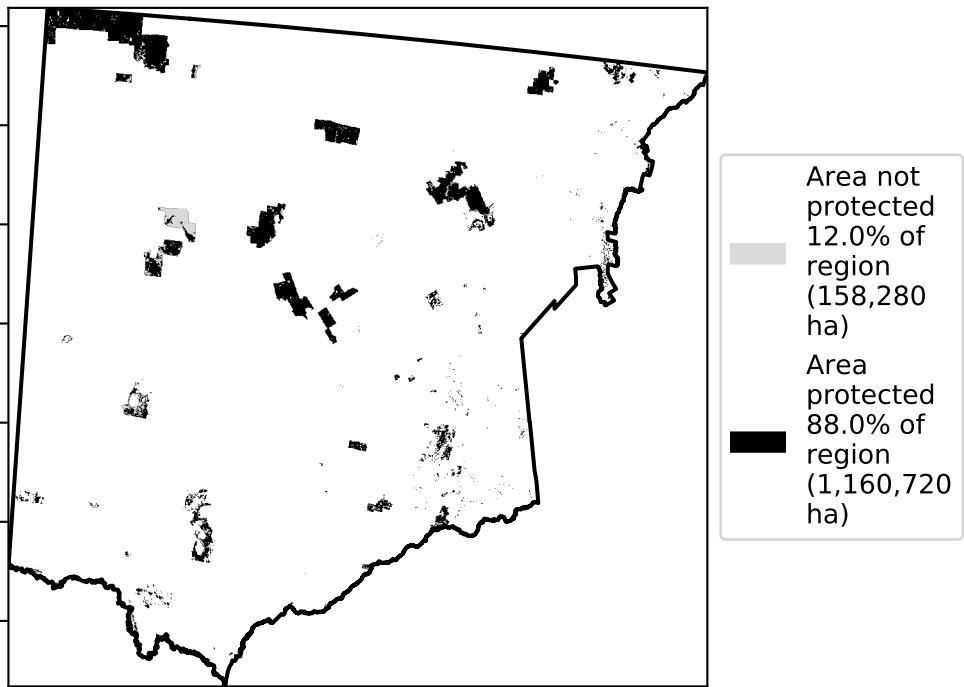 Area not
protected
12.0% of
region
(158,280
ha)
Area
protected
88.0% of
region
(1,160,720
ha)